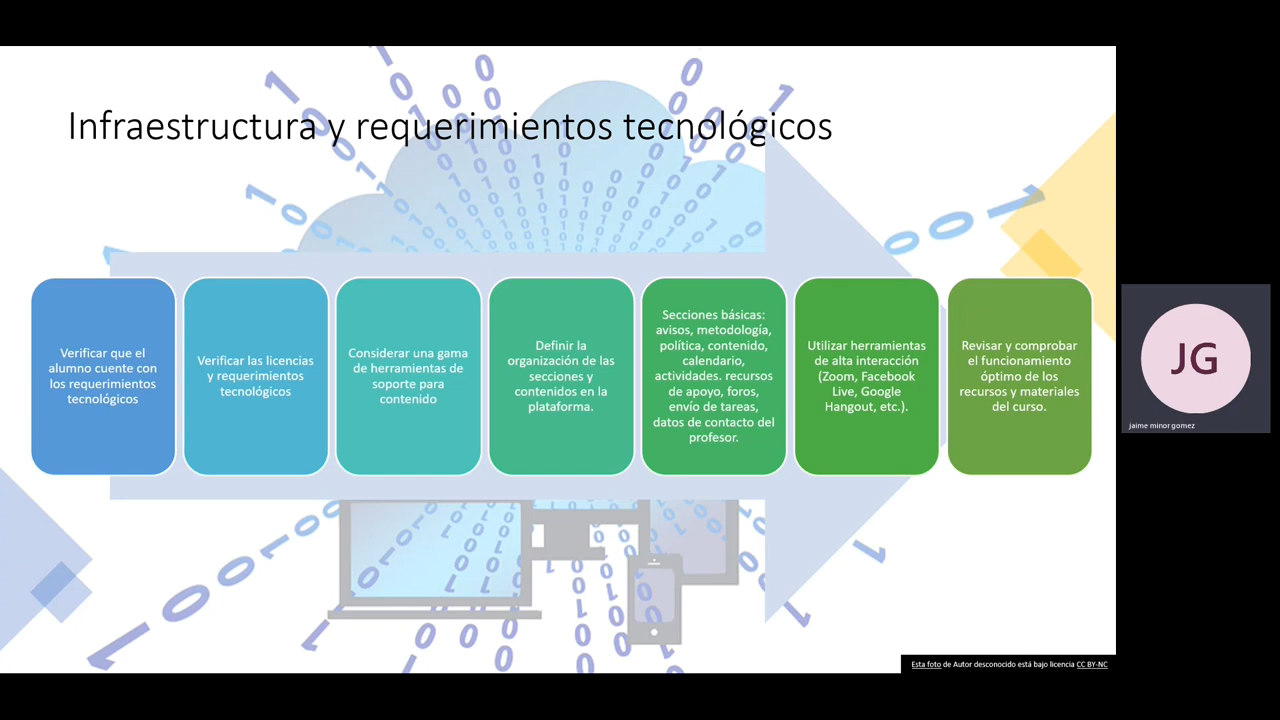 Infraestructura y requerimientos tecnológicos
Verificar que el
alumno cuente con
los requerimientos
tecnológicos
Verificar las licencias
y requerimientos
tecnológicos
Considerar una gama
de herramientas de
soporte para
contenido
Definir la
organización de las
secciones y
contenidos en la
plataforma.
Secciones básicas:
avisos, metodología,
política, contenido,
calendario,
actividades. recursos
de apoyo, foros,
envío de tareas,
datos de contacto del
profesor.
Utilizar herramientas
de alta interacción
(Zoom, Facebook
Live, Google
Hangout, etc.).
Revisar y comprobar
el funcionamiento
óptimo de los
recursos y materiales
del curso.
JG
jaime minor gomez
Esta foto de Autor desconocido está bajo licencia CC BY-NC